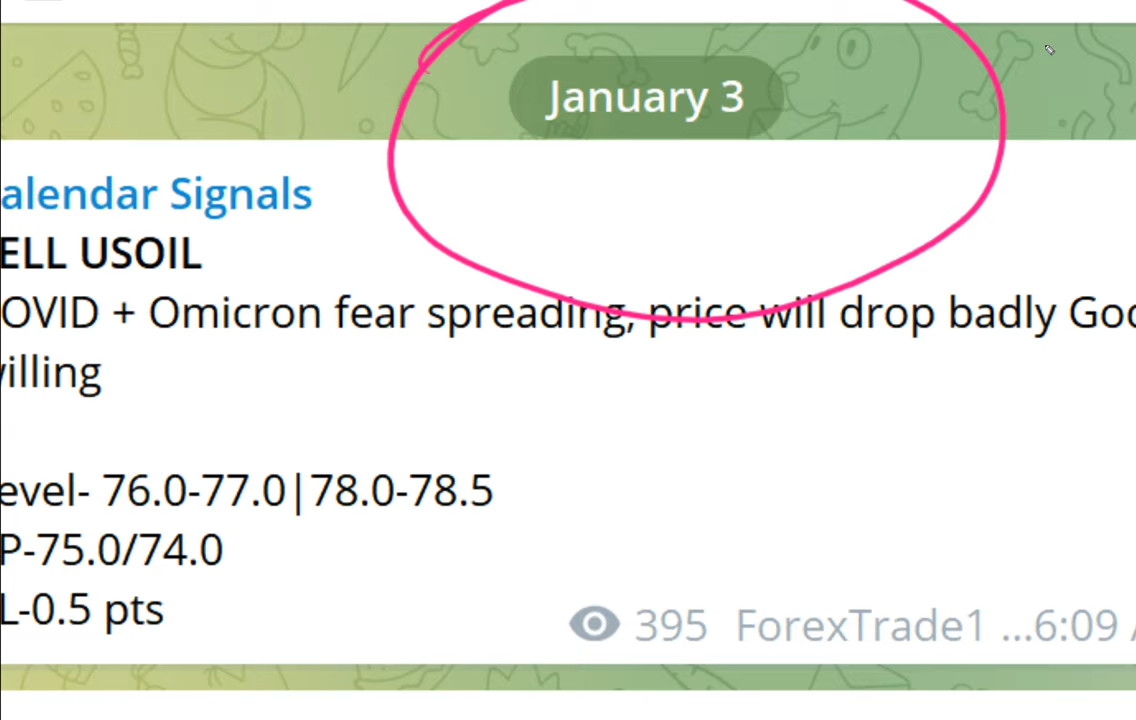 January 3
alendar Signals
ELL USOIL
OVID + Omicron fear spreading, price will drop badly Go
illing
evel- 76.0-77.0|78.0-78.5
P-75.0/74.0
L-0.5 pts
395 ForexTrade1 ...6:09